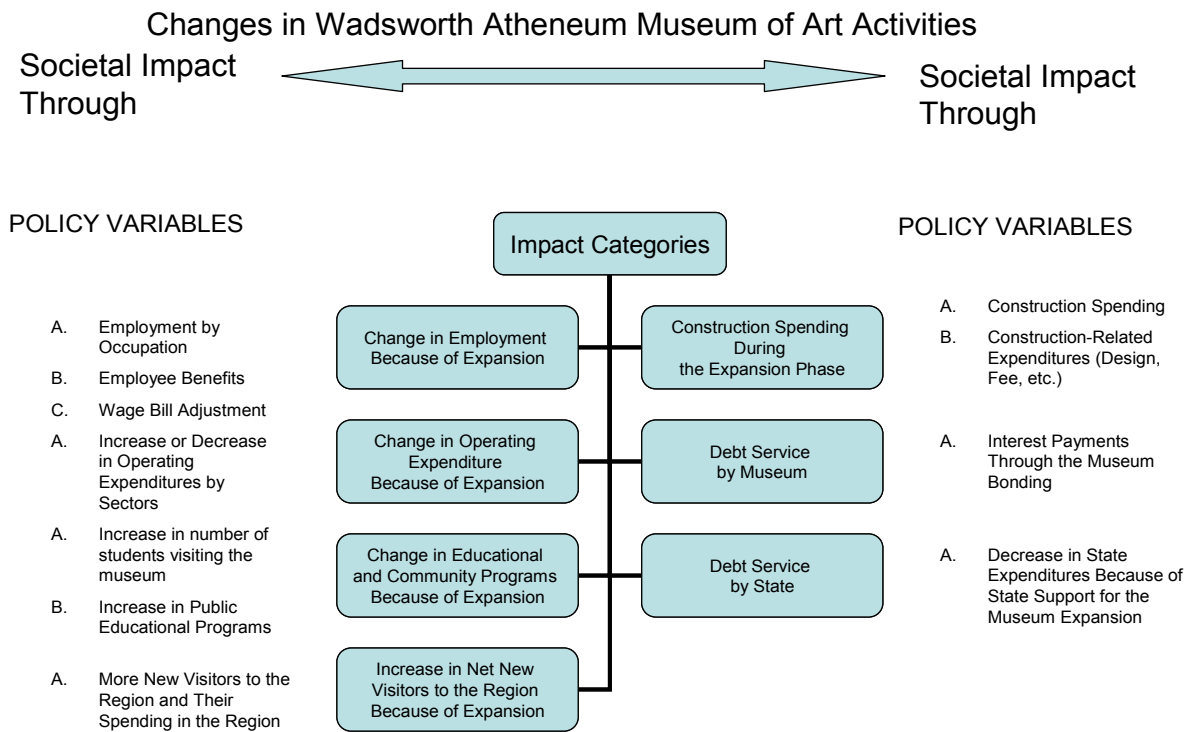 Changes in Wadsworth Atheneum Museum of Art Activities
Societal Impact
Through
Societal Impact
Through
POLICY VARIABLES
A. Employment by
Occupation
B. Employee Benefits
C. Wage Bill Adjustment
A. Increase or Decrease
in Operating
Expenditures by
Sectors
A. Increase in number of
students visiting the
museum
B. Increase in Public
Educational Programs
A. More New Visitors to the
Region and Their
Spending in the Region
Impact Categories
Change in Employment
Because of Expansion
Construction Spending
During
the Expansion Phase
Change in Operating
Expenditure
Because of Expansion
Debt Service
by Museum
Change in Educational
and Community Programs
Because of Expansion
Debt Service
by State
Increase in Net New
Visitors to the Region
Because of Expansion
POLICY VARIABLES
A. Construction Spending
B. Construction-Related
Expenditures (Design,
Fee, etc.)
A. Interest Payments
Through the Museum
Bonding
A. Decrease in State
Expenditures Because of
State Support for the
Museum Expansion